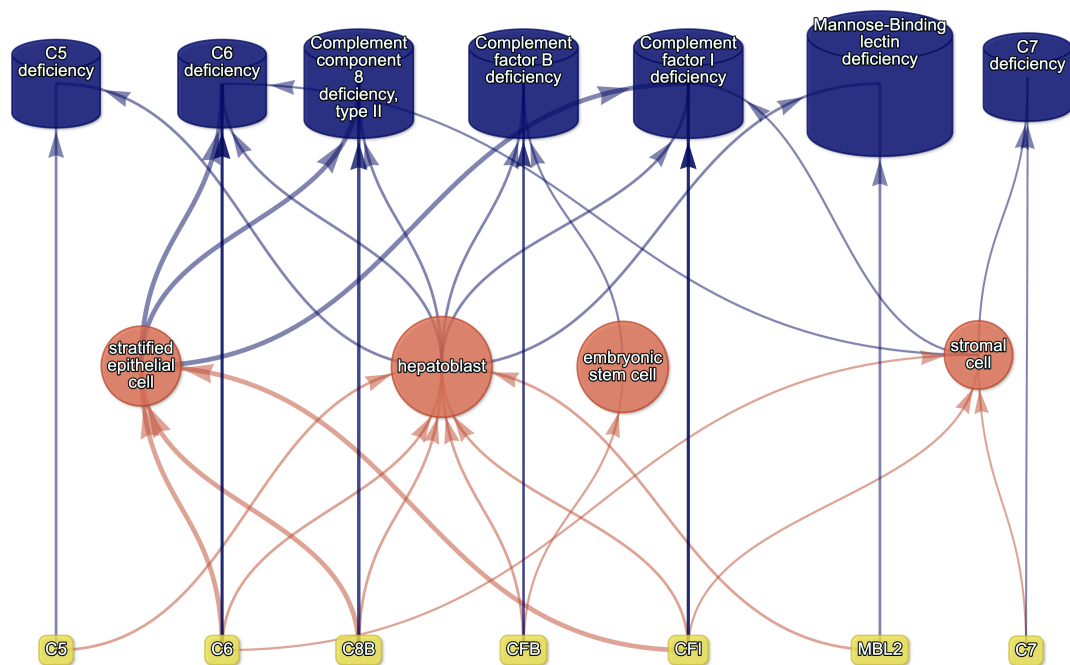 C5
deficiency
C6
deficiency
Complement
component
8
deficiency,
type II
Complement
factor B
deficiency
Complement
factor I
deficiency
Mannose-Binding
lectin
deficiency
C7
deficiency
stratified
epithelial
cell
hepatoblast
embryonic
stem cell
stromal
cell
C5
C6
C8B
CFB
CFI
MBL2
C7